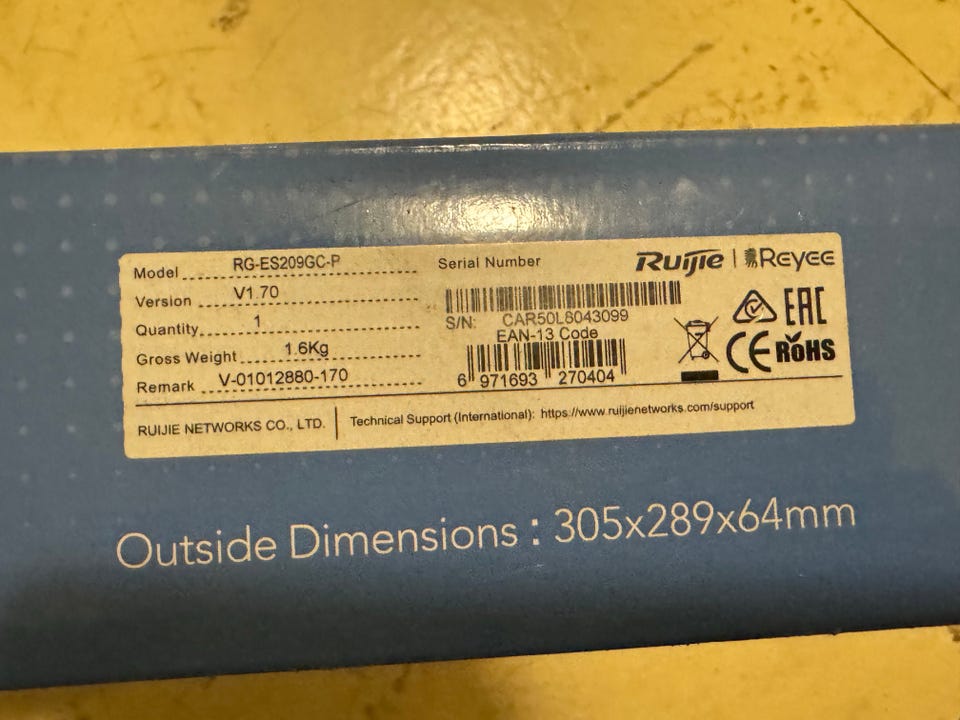 Model RG-ES209GC-P
Version V1.70
Quantity 1
Gross Weight 1.6Kg
Remark V-01012880-170
Serial Number
S/N: CAR50L8043099
EAN-13 Code
6 971693 270404
Ruijie | Reyee
EAC
CE RoHS
RUIJIE NETWORKS CO., LTD.
Technical Support (International): https://www.ruijienetworks.com/support
Outside Dimensions : 305x289x64mm